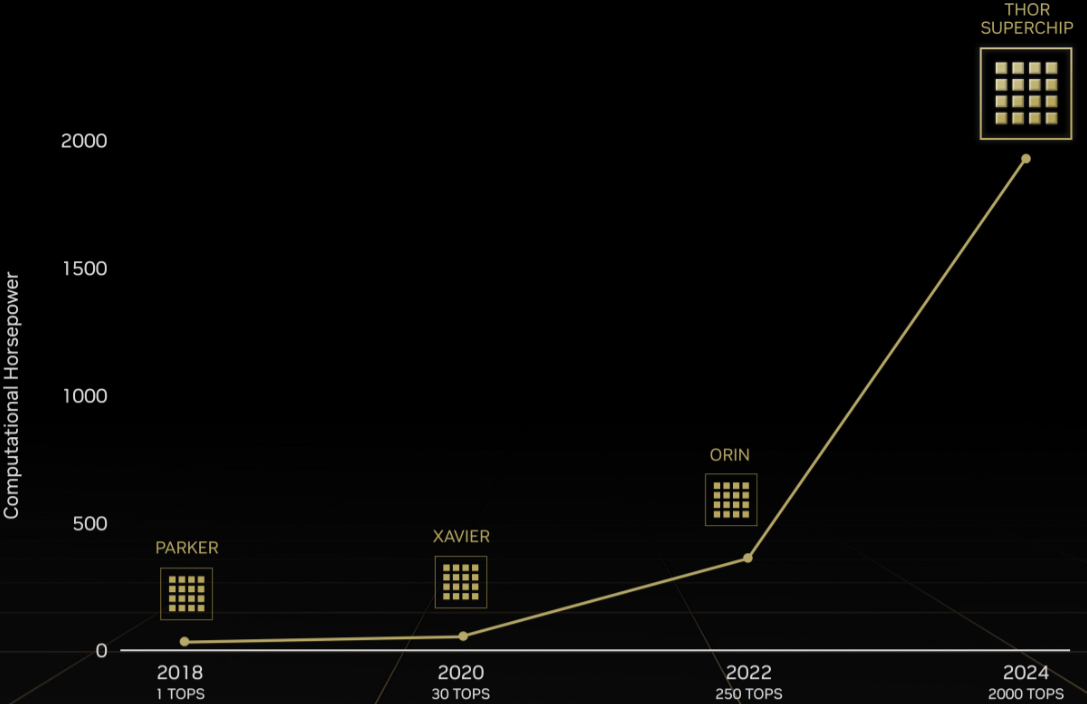 THOR
SUPERCHIP
2000
1500
1000
500
0
Computational Horsepower
ORIN
XAVIER
PARKER
2018
1 TOPS
2020
30 TOPS
2022
250 TOPS
2024
2000 TOPS